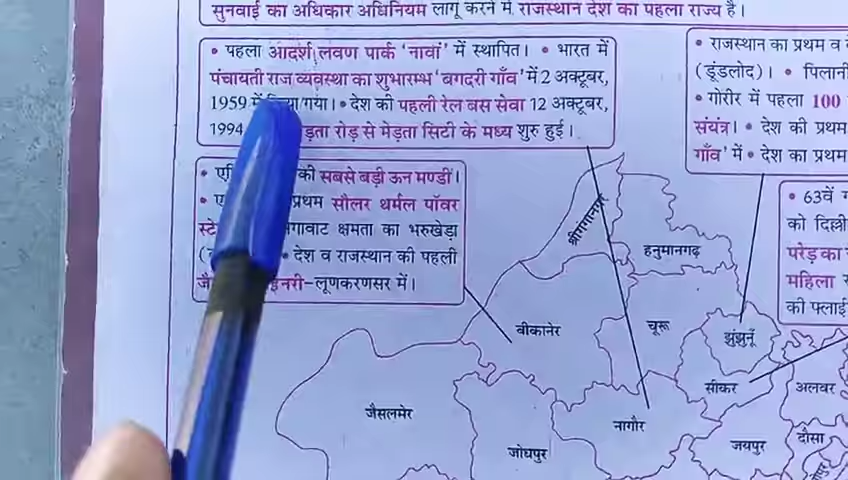 सुनवाई का अधिकार अधिनियम लागू करने में राजस्थान देश का पहला राज्य है।
• पहला आदर्श लवण पार्क 'नावां' में स्थापित। • भारत में
पंचायती राज व्यवस्था का शुभारम्भ 'बगदरी गाँव' में 2 अक्टूबर,
1959 में किया गया। • देश की पहली रेल बस सेवा 12 अक्टूबर,
1994 ड़ता रोड़ से मेड़ता सिटी के मध्य शुरु हुई।
• की सबसे बड़ी ऊन मण्डी।
• प्रथम सौलर थर्मल पॉवर
गावाट क्षमता का भरुखेड़ा
• देश व राजस्थान की पहली
इनरी–लूणकरणसर में।
• राजस्थान का प्रथम व
(डूंडलोद)। • पिलानी
• गोरीर में पहला 100
संयंत्र। • देश की प्रथम
गाँव' में • देश का प्रथम
• 63वें
को दिल्ली
परेड़ का
महिला
की फ्लाई
श्रीगंगानगर
हनुमानगढ़
बीकानेर
चूरू
झुंझुनूँ
सीकर
अलवर
जैसलमेर
जोधपुर
नागौर
जयपुर
दौसा